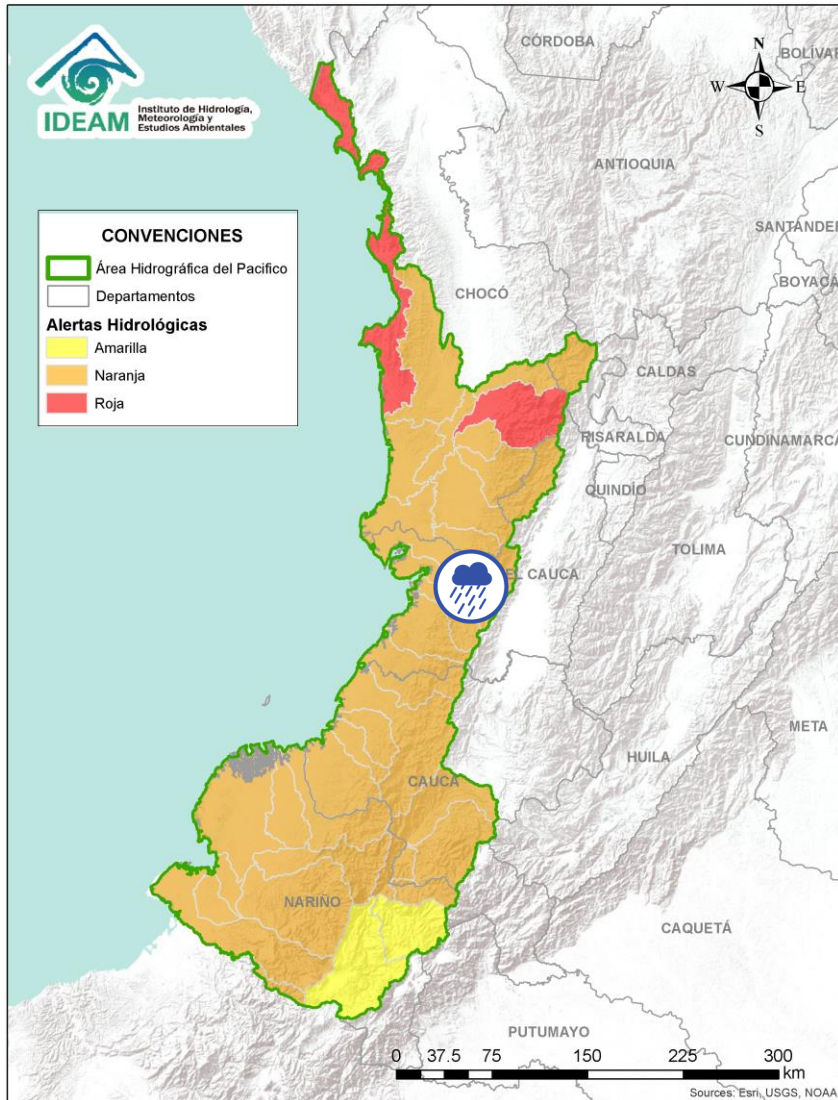 IDEAM
Instituto de Hidrología,
Meteorología y
Estudios Ambientales
N
W
E
S
CONVENCIONES
Área Hidrográfica del Pacifico
Departamentos
Alertas Hidrológicas
Amarilla
Naranja
Roja
CÓRDOBA
BOLÍVAR
ANTIOQUIA
SANTANDER
BOYACÁ
CHOCÓ
CALDAS
RISARALDA
CUNDINAMARCA
QUINDÍO
TOLIMA
EL CAUCA
META
HUILA
CAUCA
NARIÑO
CAQUETÁ
PUTUMAYO
0 37.5 75 150 225 300
km
Sources: Esri, USGS, NOAA